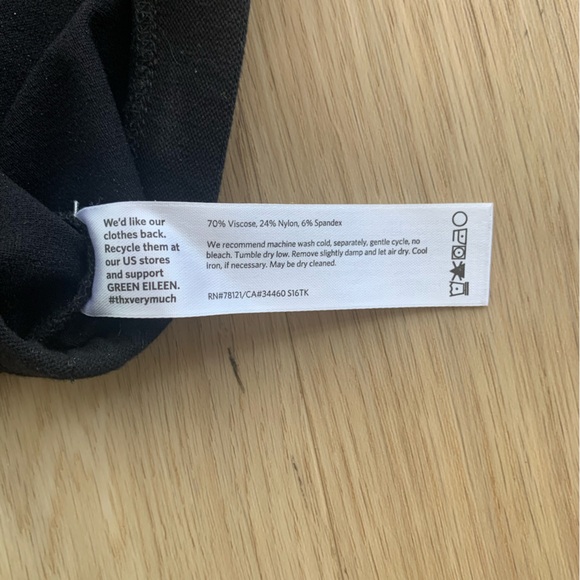 We'd like our
clothes back.
Recycle them at
our US stores
and support
GREEN EILEEN.
#thxverymuch
70% Viscose, 24% Nylon, 6% Spandex
We recommend machine wash cold, separately, gentle cycle, no
bleach. Tumble dry low. Remove slightly damp and let air dry. Cool
iron, if necessary. May be dry cleaned.
RN#78121/CA#34460 S16TK